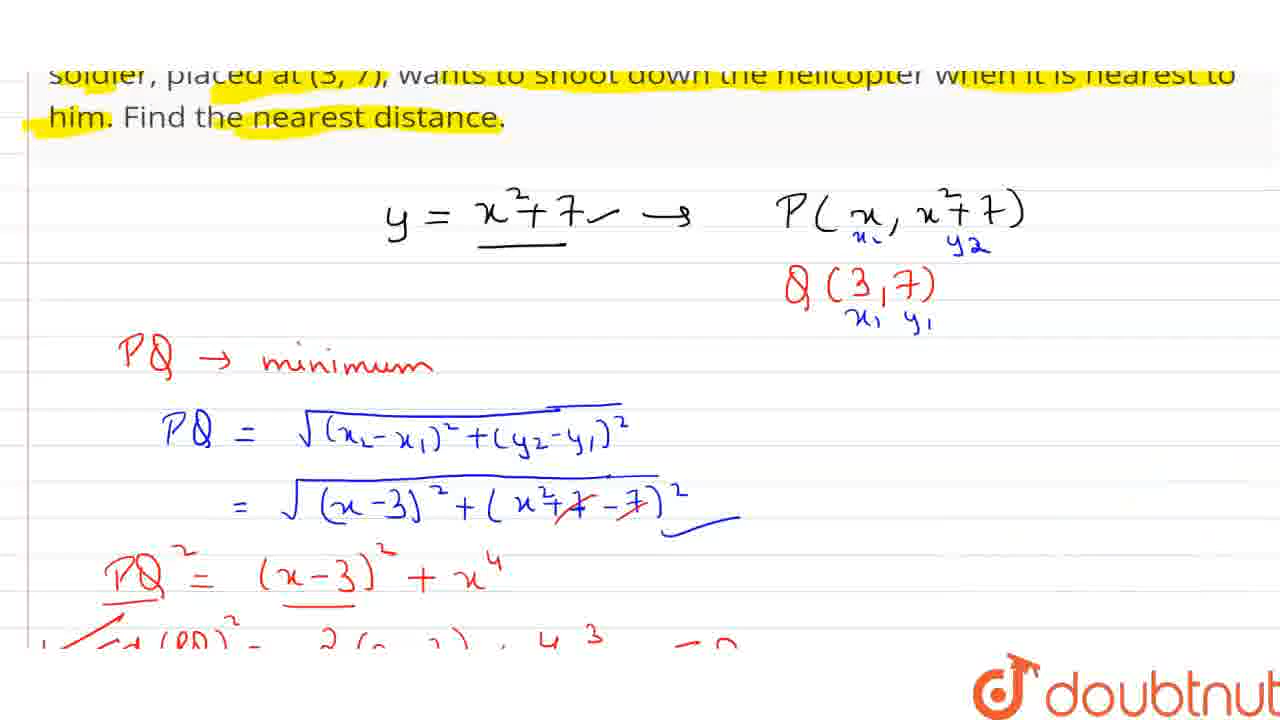 soldier, placed at (3, 7), wants to shoot down the helicopter when it is nearest to
him. Find the nearest distance.
y = x²+7 → P(x, x²+7)
x₂ y₂
Q(3,7)
x₁ y₁
PQ → minimum
PQ = √(x₂-x₁)²+(y₂-y₁)²
= √(x-3)²+(x²+7-7)²
PQ² = (x-3)² + x⁴
doubtnut